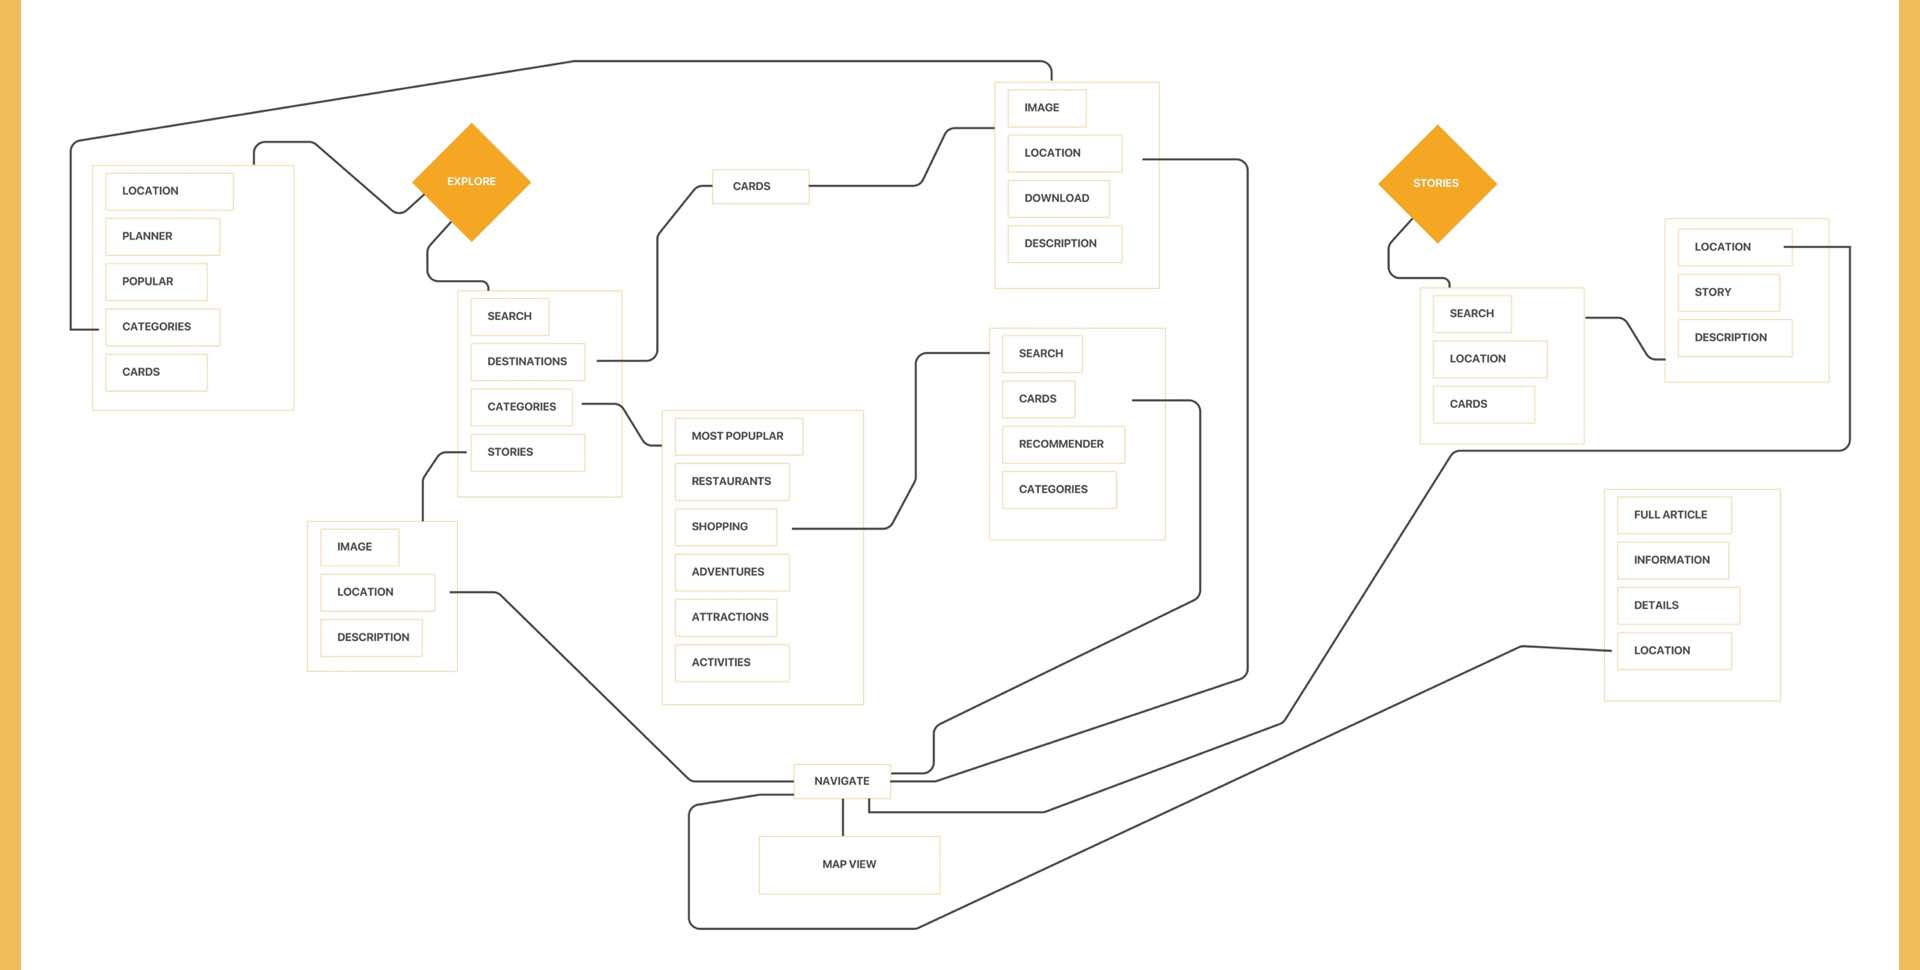 EXPLORE
LOCATION
PLANNER
POPULAR
CATEGORIES
CARDS
SEARCH
DESTINATIONS
CATEGORIES
STORIES
IMAGE
LOCATION
DESCRIPTION
CARDS
IMAGE
LOCATION
DOWNLOAD
DESCRIPTION
MOST POPUPLAR
RESTAURANTS
SHOPPING
ADVENTURES
ATTRACTIONS
ACTIVITIES
SEARCH
CARDS
RECOMMENDER
CATEGORIES
NAVIGATE
MAP VIEW
STORIES
SEARCH
LOCATION
CARDS
LOCATION
STORY
DESCRIPTION
FULL ARTICLE
INFORMATION
DETAILS
LOCATION